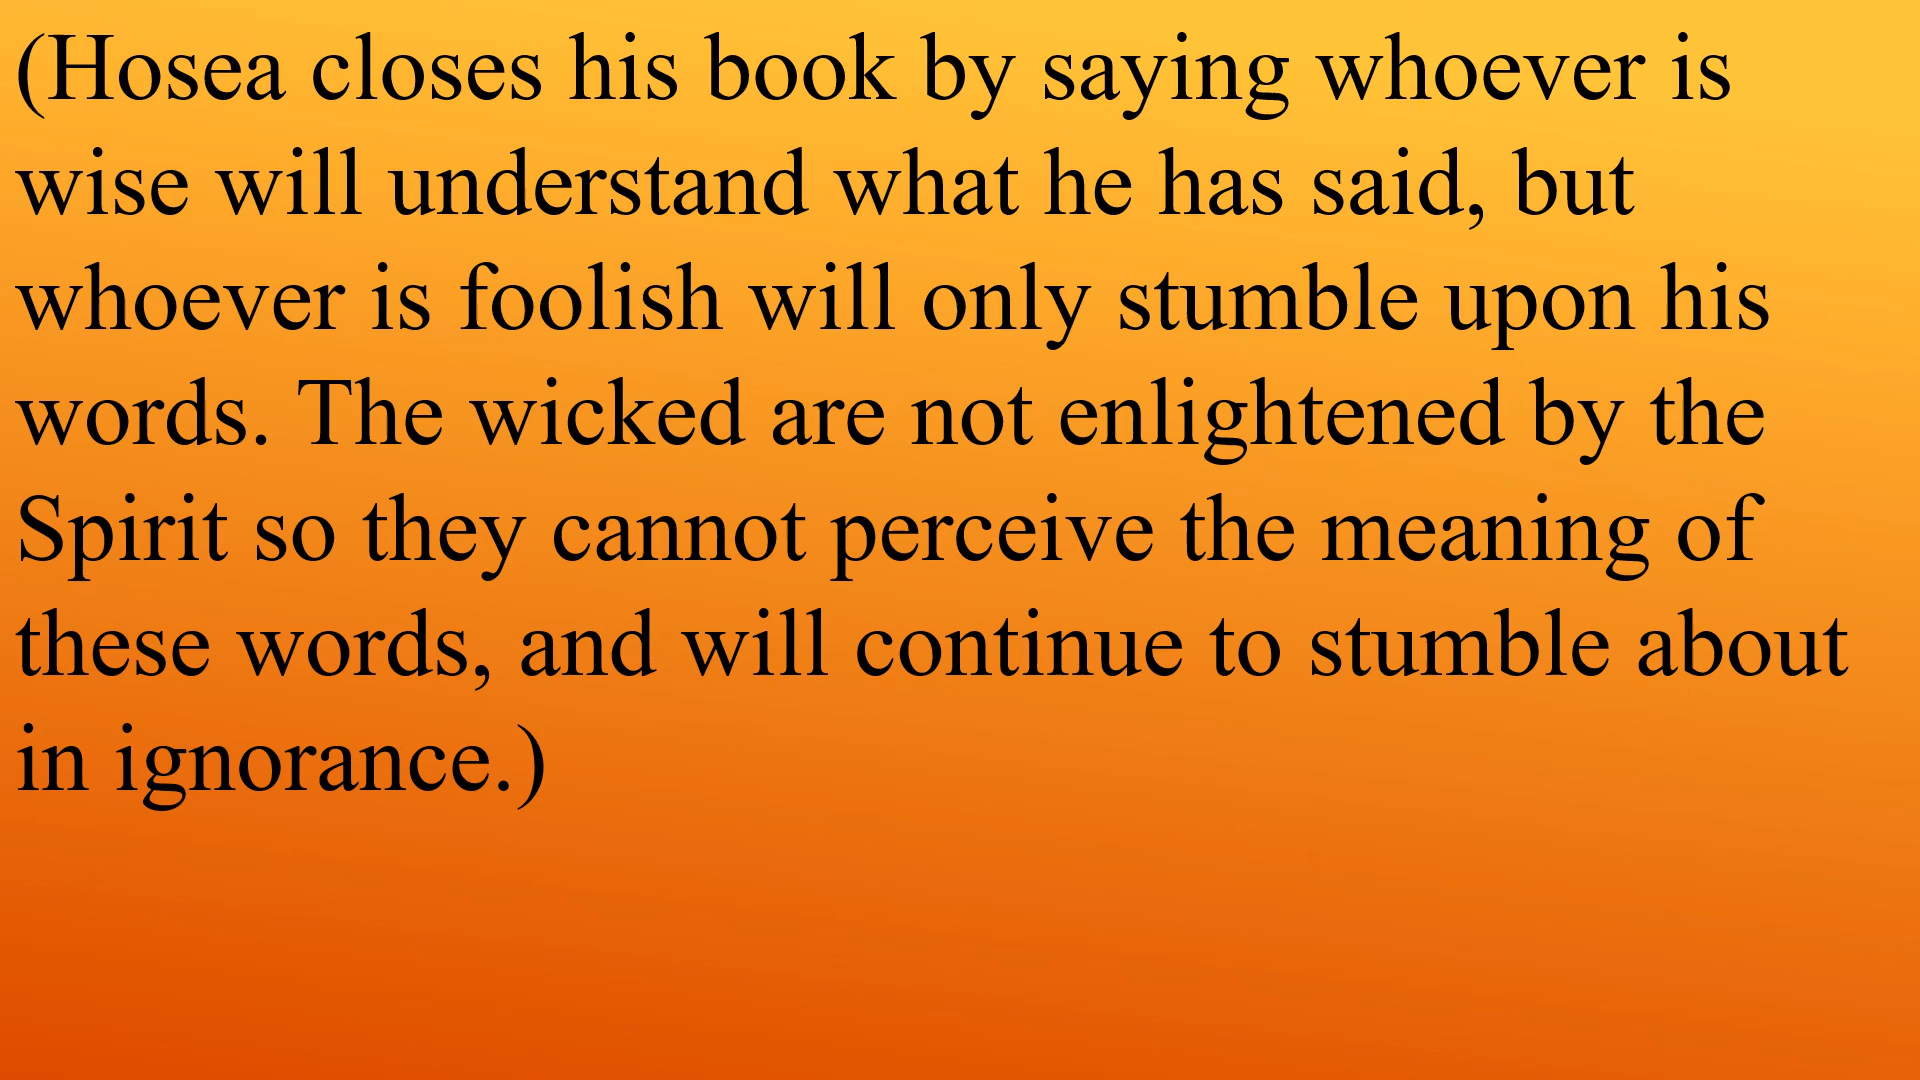 (Hosea closes his book by saying whoever is
wise will understand what he has said, but
whoever is foolish will only stumble upon his
words. The wicked are not enlightened by the
Spirit so they cannot perceive the meaning of
these words, and will continue to stumble about
in ignorance.)